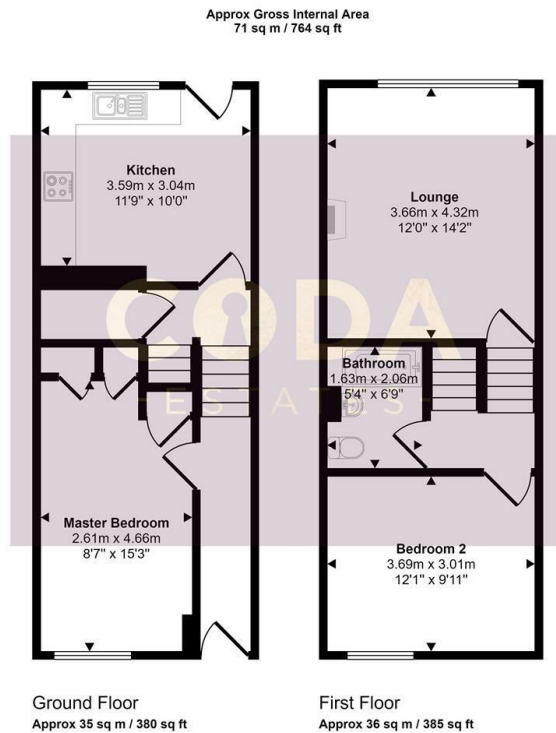 Approx Gross Internal Area
71 sq m / 764 sq ft
Kitchen
3.59m x 3.04m
11'9" x 10'0"
Lounge
3.66m x 4.32m
12'0" x 14'2"
CODA
ESTATES
Bathroom
1.63m x 2.06m
5'4" x 6'9"
Master Bedroom
2.61m x 4.66m
8'7" x 15'3"
Bedroom 2
3.69m x 3.01m
12'1" x 9'11"
Ground Floor
Approx 35 sq m / 380 sq ft
First Floor
Approx 36 sq m / 385 sq ft